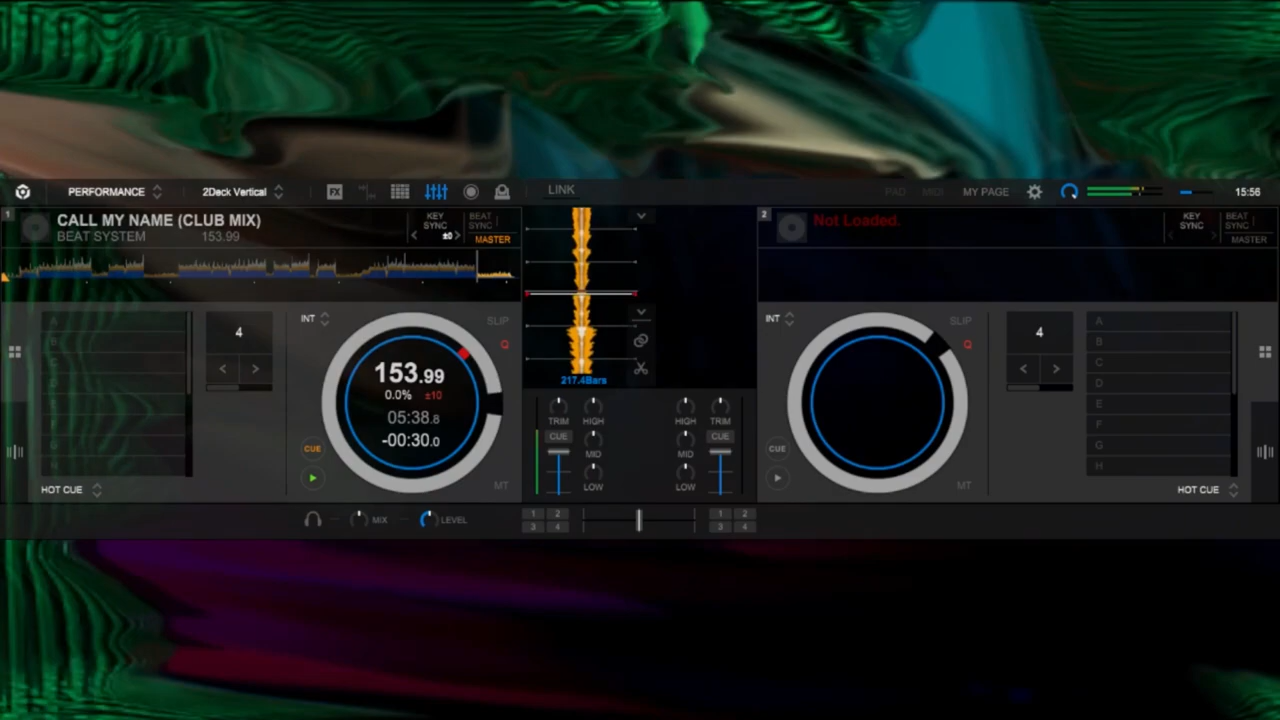 PERFORMANCE 2Deck Vertical FX LINK PAD MIDI MY PAGE 15:56
1 CALL MY NAME (CLUB MIX) KEY SYNC BEAT SYNC
BEAT SYSTEM 153.99 ±0 MASTER
2 Not Loaded. KEY SYNC BEAT SYNC
MASTER
A
B
4
INT SLIP
Q
153.99
0.0% ±10
05:38.8
-00:30.0
CUE
MT
HOT CUE
217.4Bars
TRIM HIGH HIGH TRIM
CUE CUE
MID MID
LOW LOW
INT SLIP
Q
CUE
MT
4
A
B
C
D
E
F
G
H
HOT CUE
MIX LEVEL
1 2 1 2
3 4 3 4